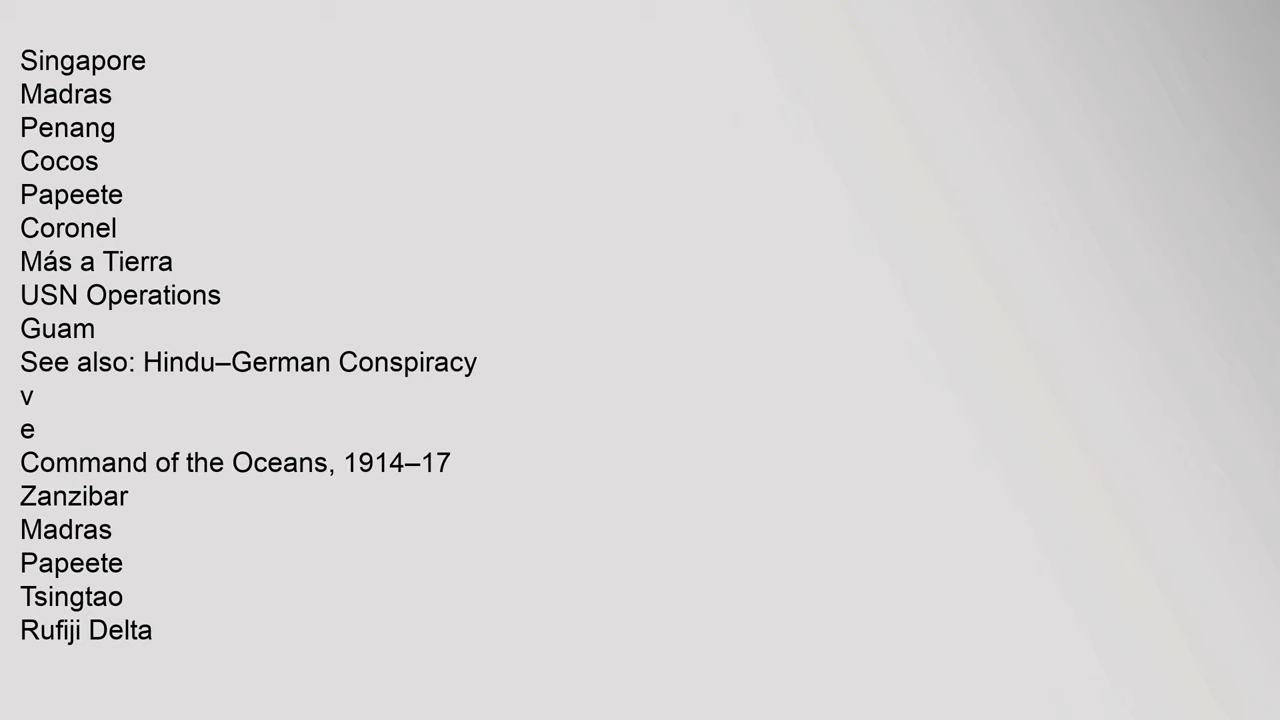 Singapore
Madras
Penang
Cocos
Papeete
Coronel
Más a Tierra
USN Operations
Guam
See also: Hindu–German Conspiracy
v
e
Command of the Oceans, 1914–17
Zanzibar
Madras
Papeete
Tsingtao
Rufiji Delta